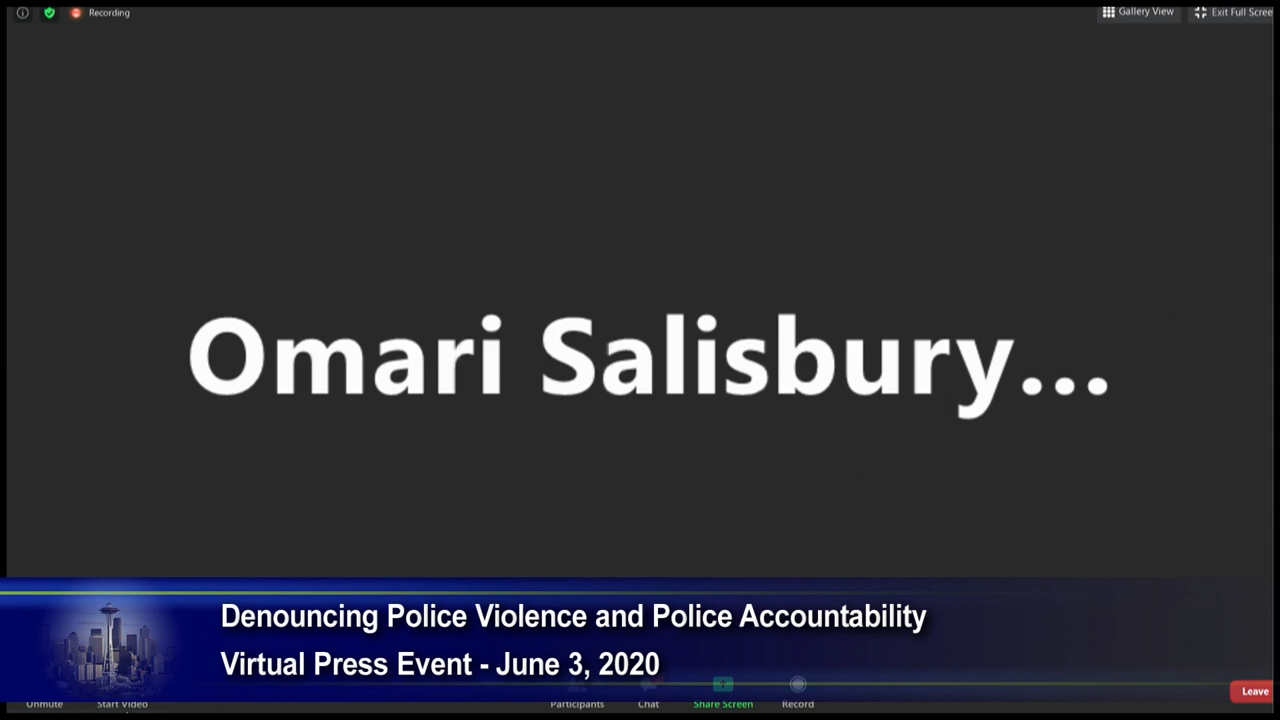 Recording
Gallery View
Exit Full Scree
Omari Salisbury...
Denouncing Police Violence and Police Accountability
Virtual Press Event - June 3, 2020
Leave
Unmute
Start Video
Participants
Chat
Share Screen
Record